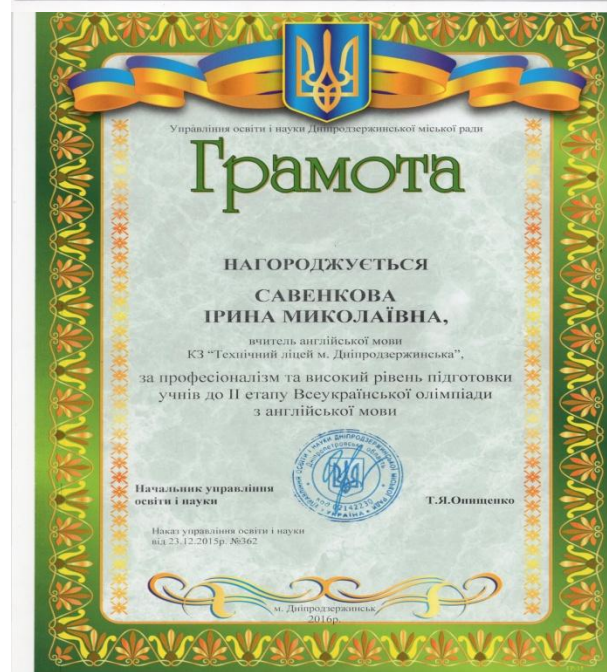 Управління освіти і науки Дніпродзержинської міської ради
Грамота
НАГОРОДЖУЄТЬСЯ
САВЕНКОВА
ІРИНА МИКОЛАЇВНА,
вчитель англійської мови
КЗ "Технічний ліцей м. Дніпродзержинська",
за професіоналізм та високий рівень підготовки
учнів до ІІ етапу Всеукраїнської олімпіади
з англійської мови
Начальник управління
освіти і науки
Т.Я.Онищенко
Наказ управління освіти і науки
від 23.12.2015р. №362
м. Дніпродзержинськ
2016р.